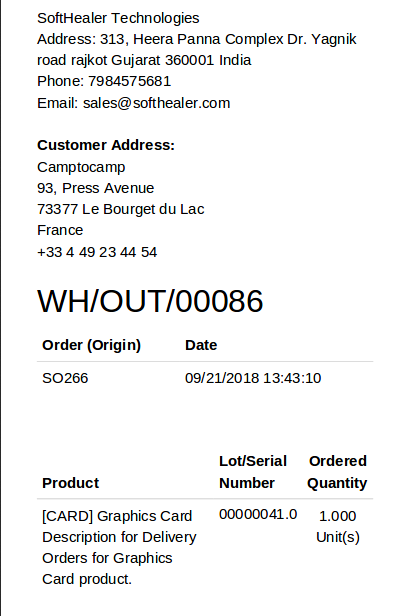 SoftHealer Technologies
Address: 313, Heera Panna Complex Dr. Yagnik
road rajkot Gujarat 360001 India
Phone: 7984575681
Email: sales@softhealer.com
Customer Address:
Camptocamp
93, Press Avenue
73377 Le Bourget du Lac
France
+33 4 49 23 44 54
WH/OUT/00086
Order (Origin) Date
SO266 09/21/2018 13:43:10
Lot/Serial Ordered
Product Number Quantity
[CARD] Graphics Card 00000041.0 1.000
Description for Delivery Unit(s)
Orders for Graphics
Card product.